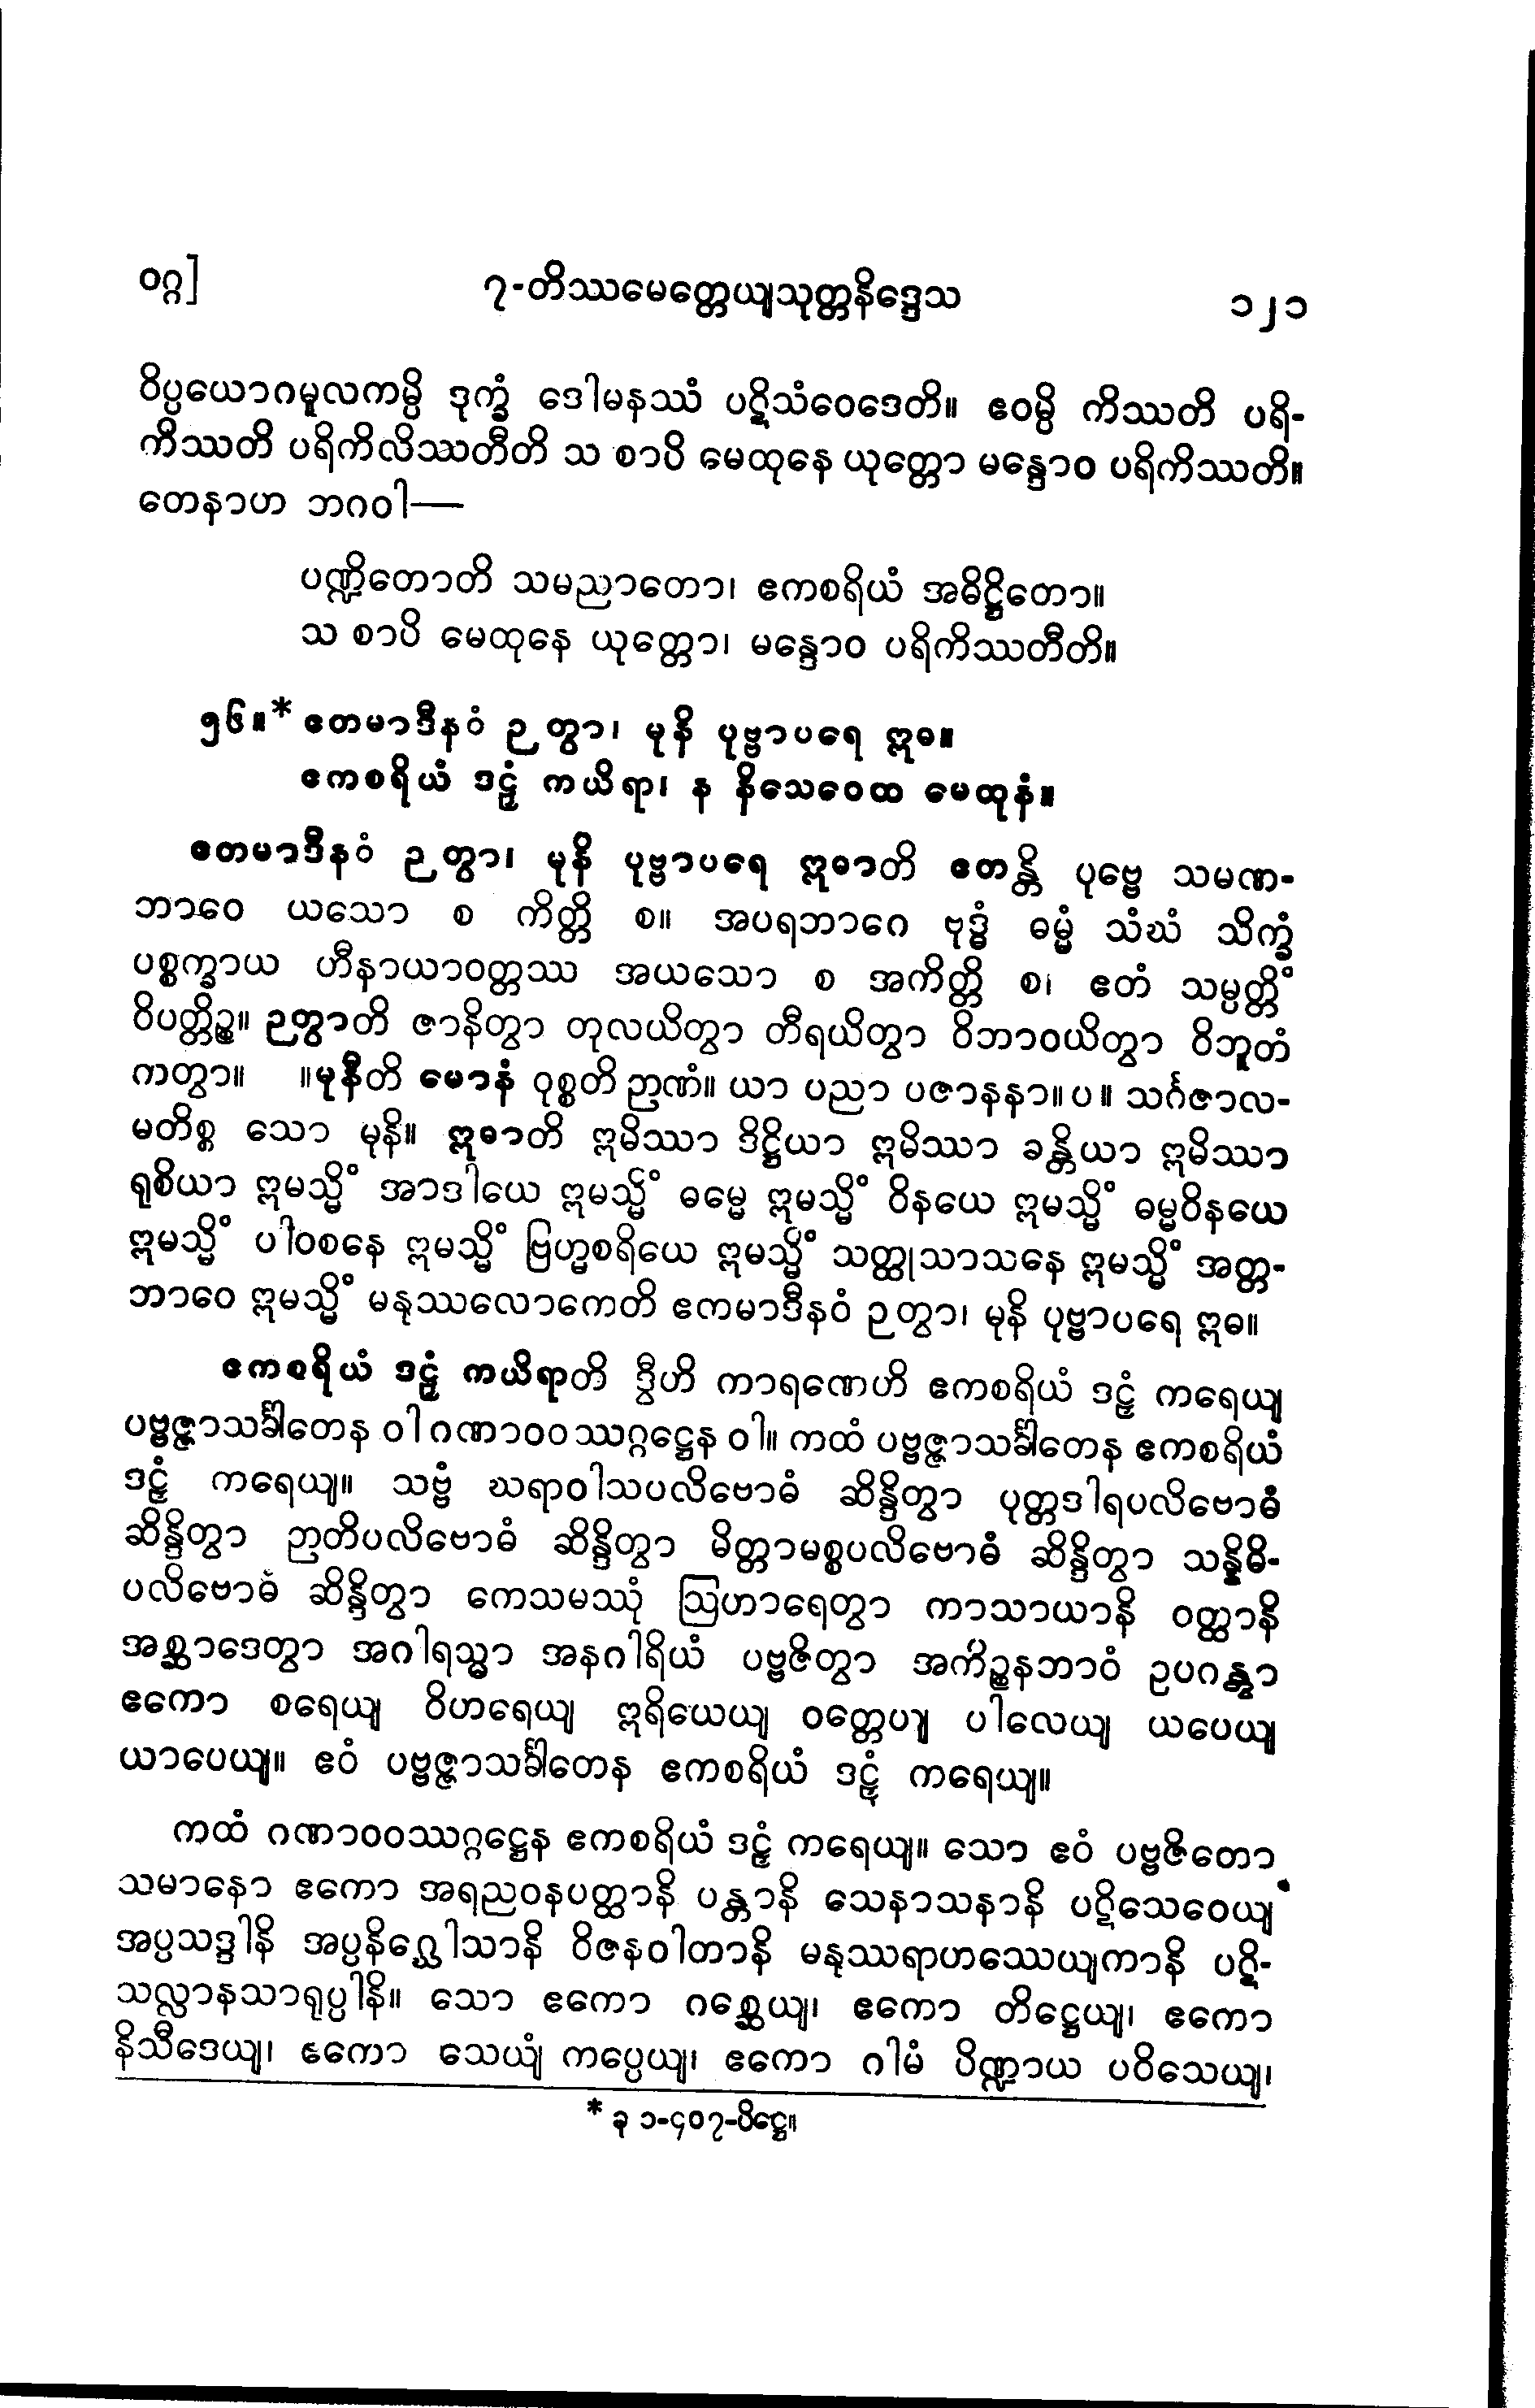 ဝဂ္ဂ]
၇-တိဿမေတ္တေယျသုတ္တနိဒ္ဒေသ
၁၂၁
ဝိပ္ပယောဂမူလကမ္ပိ ဒုက္ခံ ဒေါမနဿံ ပဋိသံဝေဒေတိ။ ဧဝမ္ပိ ကိဿတိ ပရိ-
ကိဿတိ ပရိကိလိဿတီတိ သ စာပိ မေထုနေ ယုတ္တော မန္ဒောဝ ပရိကိဿတိ။
တေနာဟ ဘဂဝါ—
ပဏ္ဍိတောတိ သမညာတော၊ ဧကစရိယံ အဓိဋ္ဌိတော။
သ စာပိ မေထုနေ ယုတ္တော၊ မန္ဒောဝ ပရိကိဿတီတိ။
၅၆။* ဧတမာဒီနဝံ ဉတွာ၊ မုနိ ပုဗ္ဗာပရေ ဣဓ။
ဧကစရိယံ ဒဠှံ ကယိရာ၊ န နိသေဝေထ မေထုနံ။
ဧတမာဒီနဝံ ဉတွာ၊ မုနိ ပုဗ္ဗာပရေ ဣဓာတိ ဧတန္တိ ပုဗ္ဗေ သမဏ-
ဘာဝေ ယသော စ ကိတ္တိ စ။ အပရဘာဂေ ဗုဒ္ဓံ ဓမ္မံ သံဃံ သိက္ခံ
ပစ္စက္ခာယ ဟီနာယာဝတ္တဿ အယသော စ အကိတ္တိ စ၊ ဧတံ သမ္ပတ္တိံ
ဝိပတ္တိဉ္စ။ ဉတွာတိ ဇာနိတွာ တုလယိတွာ တီရယိတွာ ဝိဘာဝယိတွာ ဝိဘူတံ
ကတွာ။ ။မုနီတိ မောနံ ဝုစ္စတိ ဉာဏံ။ ယာ ပညာ ပဇာနနာ။ပ။ သင်္ဂဇာလ-
မတိစ္စ သော မုနိ။ ဣဓာတိ ဣမိဿာ ဒိဋ္ဌိယာ ဣမိဿာ ခန္တိယာ ဣမိဿာ
ရုစိယာ ဣမသ္မိံ အာဒါယေ ဣမသ္မိံ ဓမ္မေ ဣမသ္မိံ ဝိနယေ ဣမသ္မိံ ဓမ္မဝိနယေ
ဣမသ္မိံ ပါဝစနေ ဣမသ္မိံ ဗြဟ္မစရိယေ ဣမသ္မိံ သတ္ထုသာသနေ ဣမသ္မိံ အတ္တ-
ဘာဝေ ဣမသ္မိံ မနုဿလောကေတိ ဧကမာဒီနဝံ ဉတွာ၊ မုနိ ပုဗ္ဗာပရေ ဣဓ။
ဧကစရိယံ ဒဠှံ ကယိရာတိ ဒွီဟိ ကာရဏေဟိ ဧကစရိယံ ဒဠှံ ကရေယျ
ပဗ္ဗဇ္ဇာသင်္ခါတေန ဝါ ဂဏာဝဝဿဂ္ဂဋ္ဌေန ဝါ။ ကထံ ပဗ္ဗဇ္ဇာသင်္ခါတေန ဧကစရိယံ
ဒဠှံ ကရေယျ။ သဗ္ဗံ ဃရာဝါသပလိဗောဓံ ဆိန္ဒိတွာ ပုတ္တဒါရပလိဗောဓံ
ဆိန္ဒိတွာ ဉာတိပလိဗောဓံ ဆိန္ဒိတွာ မိတ္တာမစ္စပလိဗောဓံ ဆိန္ဒိတွာ သန္နိဓိ-
ပလိဗောဓံ ဆိန္ဒိတွာ ကေသမဿုံ ဩဟာရေတွာ ကာသာယာနိ ဝတ္ထာနိ
အစ္ဆာဒေတွာ အဂါရသ္မာ အနဂါရိယံ ပဗ္ဗဇိတွာ အကိဉ္စနဘာဝံ ဥပဂန္တွာ
ဧကော စရေယျ ဝိဟရေယျ ဣရိယေယျ ဝတ္တေယျ ပါလေယျ ယပေယျ
ယာပေယျ။ ဧဝံ ပဗ္ဗဇ္ဇာသင်္ခါတေန ဧကစရိယံ ဒဠှံ ကရေယျ။
ကထံ ဂဏာဝဝဿဂ္ဂဋ္ဌေန ဧကစရိယံ ဒဠှံ ကရေယျ။ သော ဧဝံ ပဗ္ဗဇိတော
သမာနော ဧကော အရညဝနပတ္ထာနိ ပန္တာနိ သေနာသနာနိ ပဋိသေဝေယျ
အပ္ပသဒ္ဒါနိ အပ္ပနိဂ္ဃေါသာနိ ဝိဇနဝါတာနိ မနုဿရာဟဿေယျကာနိ ပဋိ-
သလ္လာနသာရုပ္ပါနိ။ သော ဧကော ဂစ္ဆေယျ၊ ဧကော တိဋ္ဌေယျ၊ ဧကော
နိသီဒေယျ၊ ဧကော သေယျံ ကပ္ပေယျ၊ ဧကော ဂါမံ ပိဏ္ဍာယ ပဝိသေယျ၊
* ခု ၁-၄၀၇-ပိဋ္ဌေ။